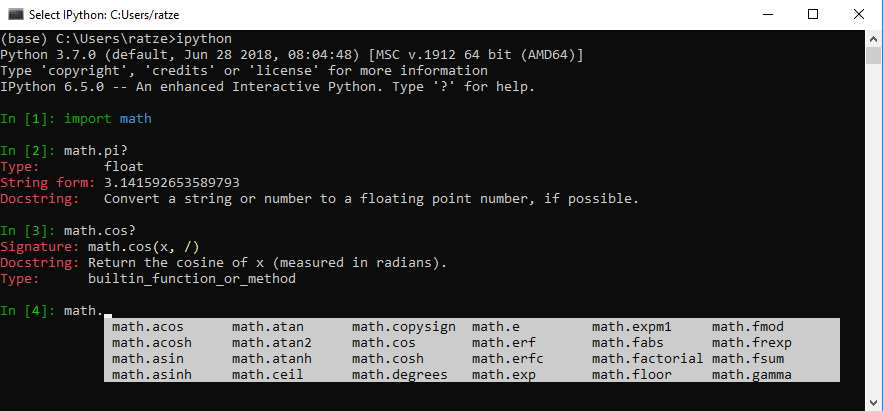 Select IPython: C:Users/ratze
(base) C:\Users\ratze>ipython
Python 3.7.0 (default, Jun 28 2018, 08:04:48) [MSC v.1912 64 bit (AMD64)]
Type 'copyright', 'credits' or 'license' for more information
IPython 6.5.0 -- An enhanced Interactive Python. Type '?' for help.
In [1]: import math
In [2]: math.pi?
Type:        float
String form: 3.141592653589793
Docstring:   Convert a string or number to a floating point number, if possible.
In [3]: math.cos?
Signature: math.cos(x, /)
Docstring: Return the cosine of x (measured in radians).
Type:      builtin_function_or_method
In [4]: math.
math.acos      math.atan      math.copysign  math.e         math.expm1     math.fmod
math.acosh     math.atan2     math.cos       math.erf       math.fabs      math.frexp
math.asin      math.atanh     math.cosh      math.erfc      math.factorial math.fsum
math.asinh     math.ceil      math.degrees   math.exp       math.floor     math.gamma